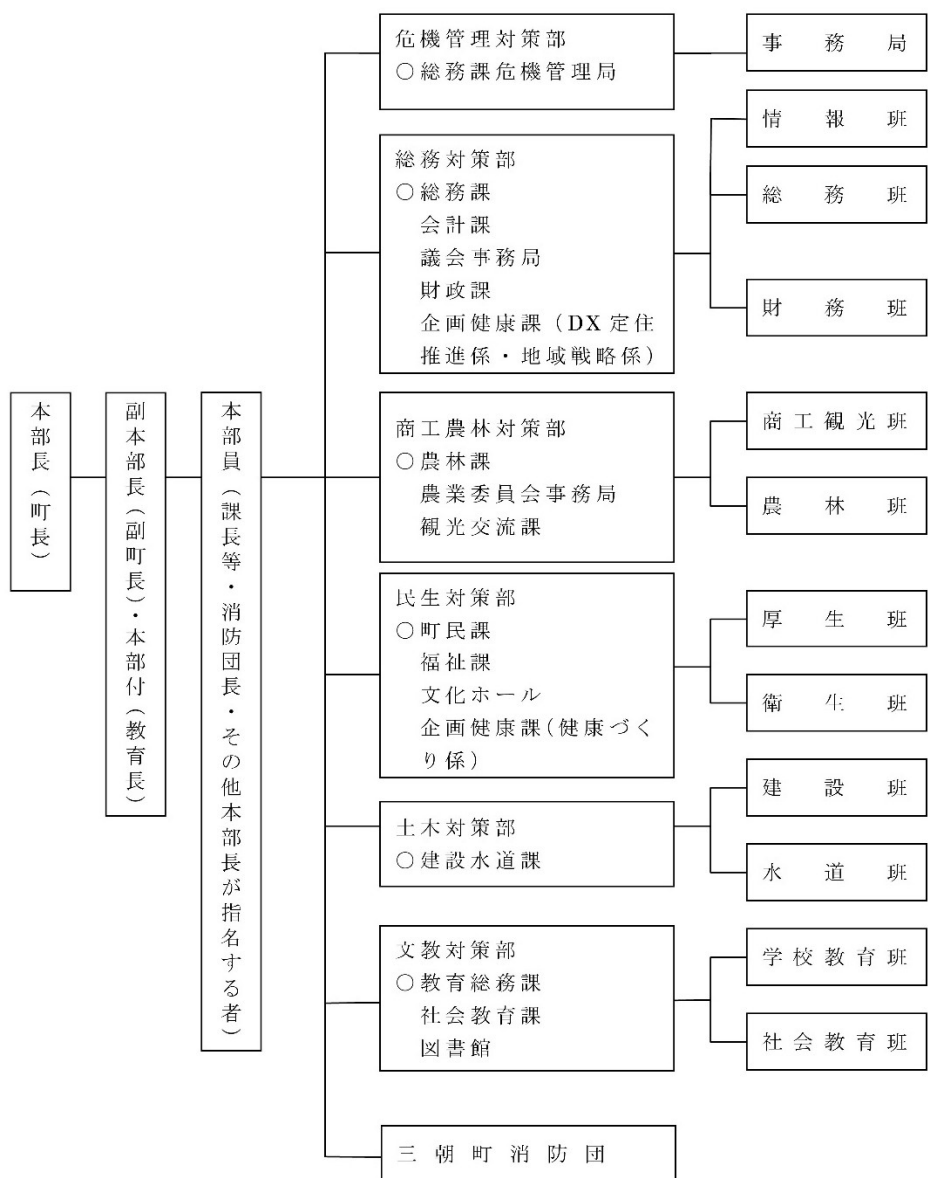 本部長（町長）
副本部長（副町長）・本部付（教育長）
本部員（課長等・消防団長・その他本部長が指名する者）
危機管理対策部
○総務課危機管理局
事務局
総務対策部
○総務課
会計課
議会事務局
財政課
企画健康課（DX定住
推進係・地域戦略係）
情報班
総務班
財務班
商工農林対策部
○農林課
農業委員会事務局
観光交流課
商工観光班
農林班
民生対策部
○町民課
福祉課
文化ホール
企画健康課（健康づく
り係）
厚生班
衛生班
土木対策部
○建設水道課
建設班
水道班
文教対策部
○教育総務課
社会教育課
図書館
学校教育班
社会教育班
三朝町消防団